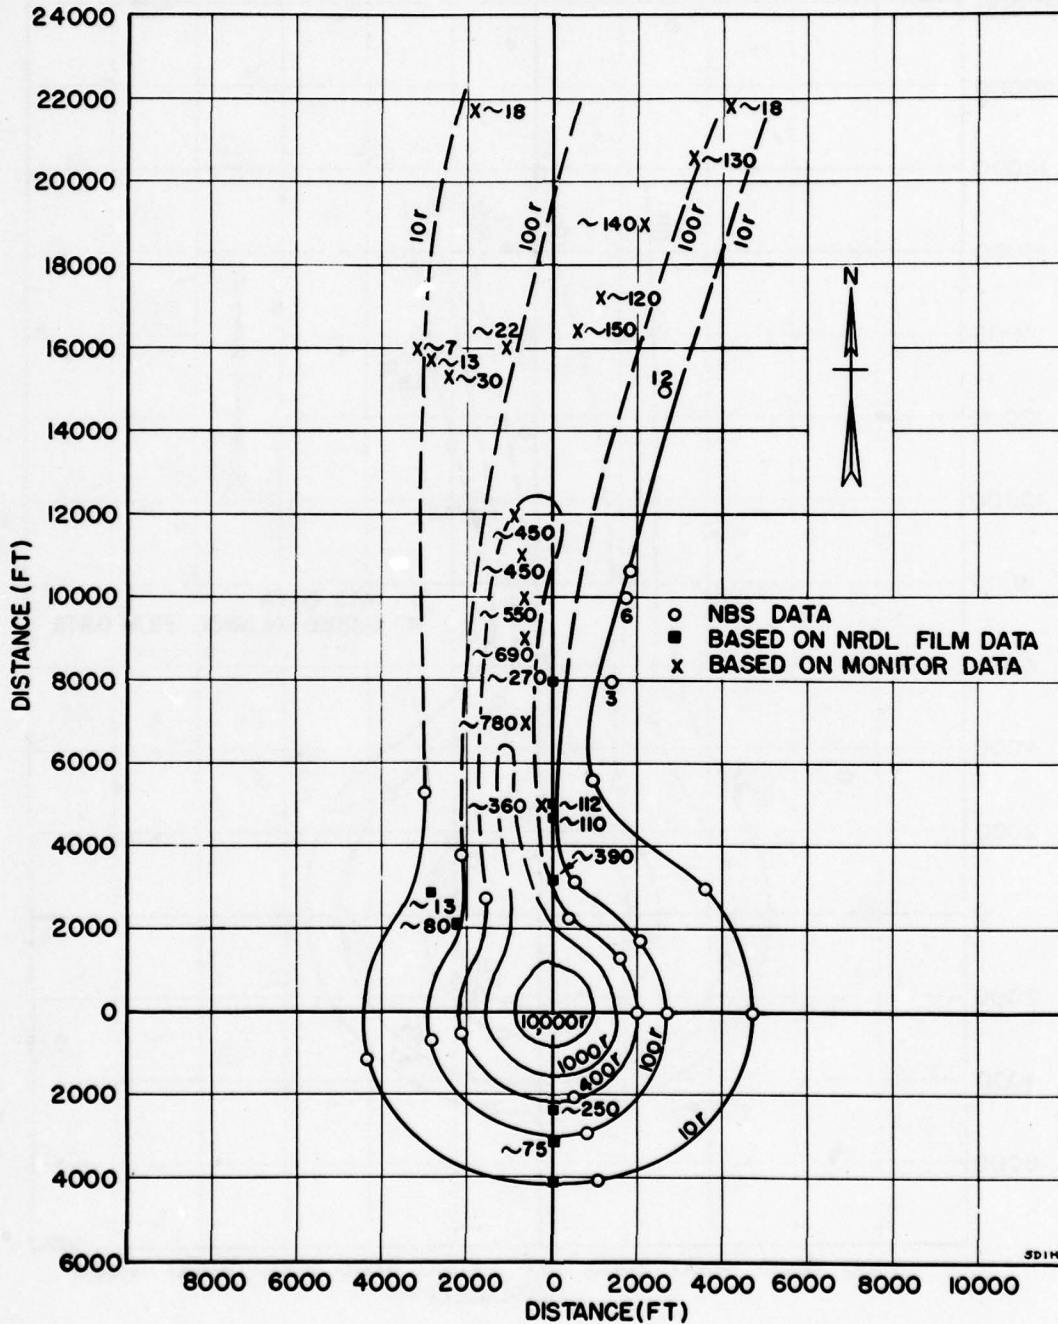 24000
22000
X~18
X~18
X~130
20000
10r
100r
~140X
100r
10r
18000
N
X~120
~22
X~150
X
16000
X~7
X~13
X~30
12
14000
12000
X
~450
X
~450
10000
X
~550
6
O NBS DATA
■ BASED ON NRDL FILM DATA
X BASED ON MONITOR DATA
X
~690
8000
~270
3
~780X
6000
~360 X
~112
~110
4000
~390
~13
2000
~80
0
10,000r
1000r
400r
100r
2000
~250
10r
~75
4000
6000
8000 6000 4000 2000 0 2000 4000 6000 8000 10000
DISTANCE (FT)
DISTANCE(FT)